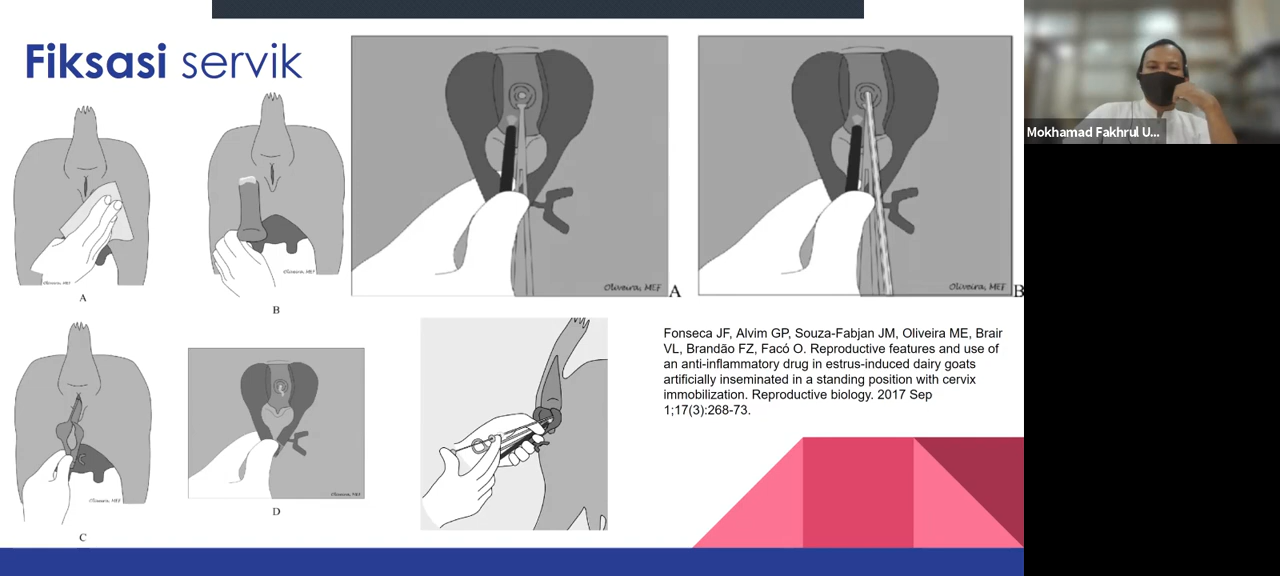 Fiksasi servik
A
B
Oliveira, MEF
A
Oliveira, MEF
B
C
Oliveira, MEF
D
Fonseca JF, Alvim GP, Souza-Fabjan JM, Oliveira ME, Brair
VL, Brandão FZ, Facó O. Reproductive features and use of
an anti-inflammatory drug in estrus-induced dairy goats
artificially inseminated in a standing position with cervix
immobilization. Reproductive biology. 2017 Sep
1;17(3):268-73.
Mokhamad Fakhrul U...